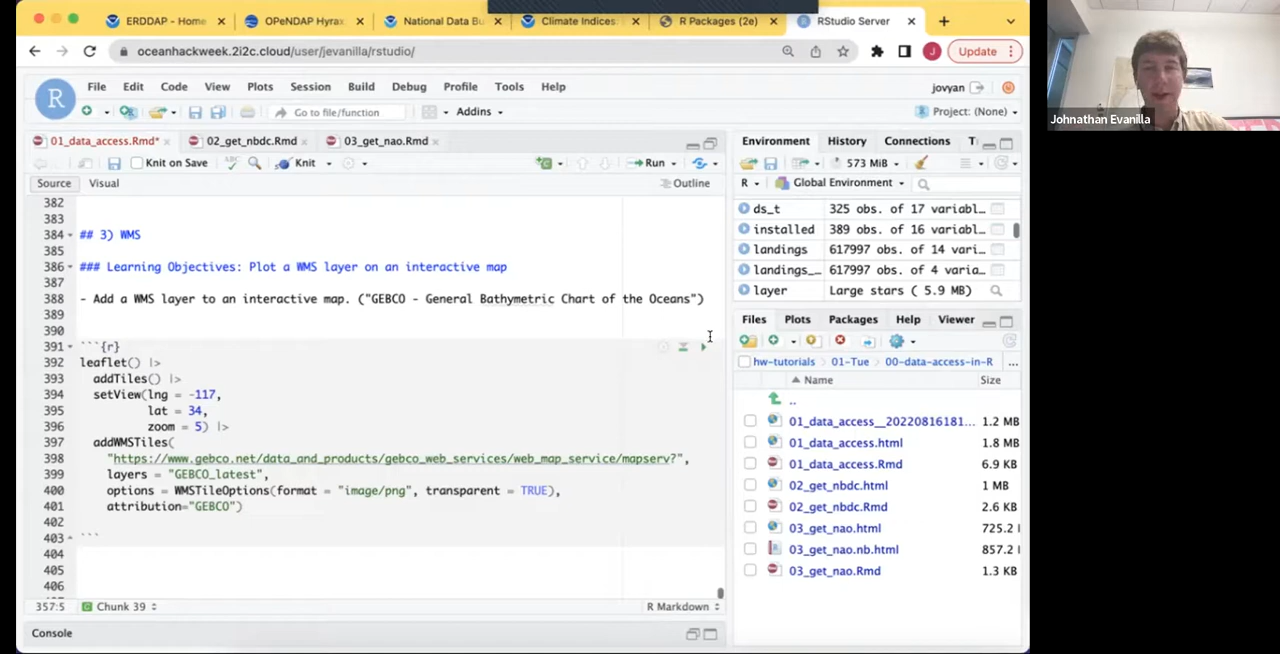 ERDDAP - Home
OPeNDAP Hyrax
National Data Bu
Climate Indices:
R Packages (2e)
RStudio Server
oceanhackweek.2i2c.cloud/user/jevanilla/rstudio/
J
Update
R
File Edit Code View Plots Session Build Debug Profile Tools Help
jovyan
Go to file/function
Addins
Project: (None)
01_data_access.Rmd*
02_get_nbdc.Rmd
03_get_nao.Rmd
Knit on Save
ABC
Knit
Run
Source
Visual
Outline
382
383
384 ## 3) WMS
385
386 ### Learning Objectives: Plot a WMS layer on an interactive map
387
388 - Add a WMS layer to an interactive map. ("GEBCO - General Bathymetric Chart of the Oceans")
389
390
391 ```{r}
392 leaflet() |>
393 addTiles() |>
394 setView(lng = -117,
395 lat = 34,
396 zoom = 5) |>
397 addWMSTiles(
398 "https://www.gebco.net/data_and_products/gebco_web_services/web_map_service/mapserv?",
399 layers = "GEBCO_latest",
400 options = WMSTileOptions(format = "image/png", transparent = TRUE),
401 attribution="GEBCO")
402
403 ```
404
405
406
357:5 Chunk 39
R Markdown
Console
Environment History Connections T
573 MiB
R Global Environment
ds_t 325 obs. of 17 variabl…
installed 389 obs. of 16 variabl…
landings 617997 obs. of 14 vari…
landings_… 617997 obs. of 4 varia…
layer Large stars ( 5.9 MB)
Files Plots Packages Help Viewer
hw-tutorials 01-Tue 00-data-access-in-R ...
Name Size
..
01_data_access__20220816181... 1.2 MB
01_data_access.html 1.8 MB
01_data_access.Rmd 6.9 KB
02_get_nbdc.html 1 MB
02_get_nbdc.Rmd 2.6 KB
03_get_nao.html 725.2
03_get_nao.nb.html 857.2
03_get_nao.Rmd 1.3 KB
Johnathan Evanilla